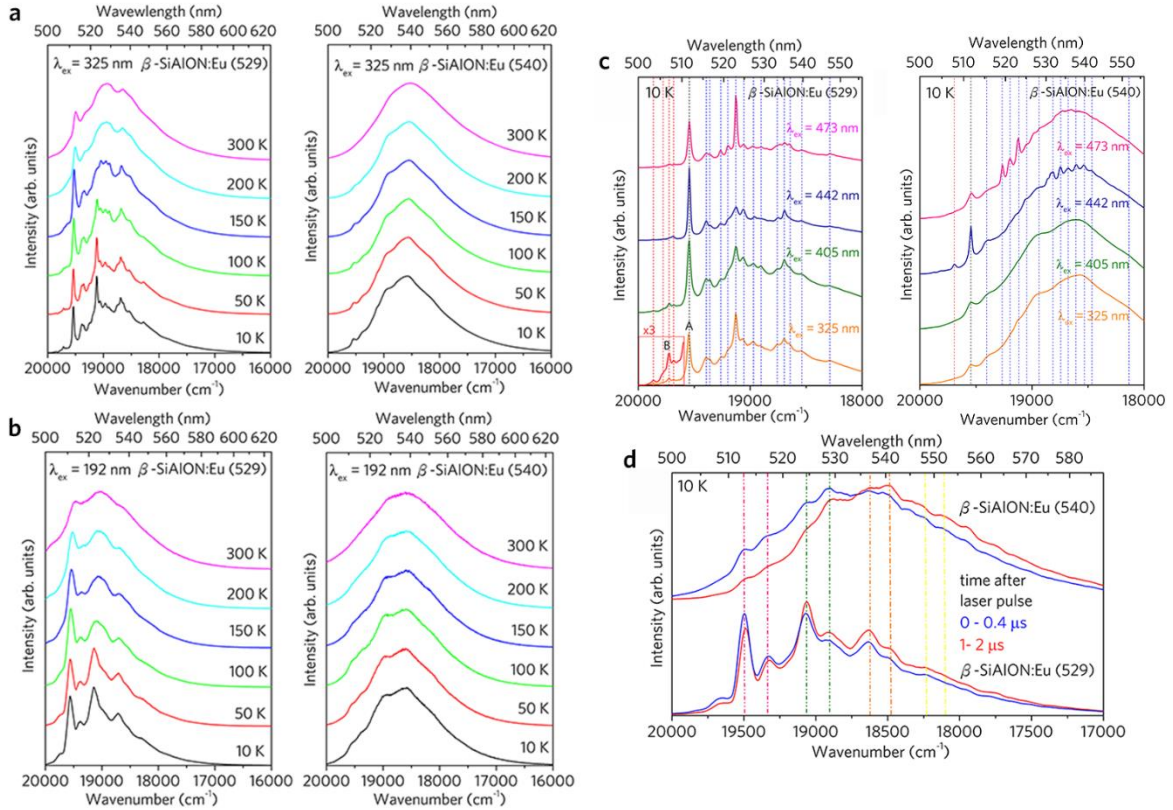 a
Wavewlength (nm)
500 520 540 560 580 600 620
λex = 325 nm β-SiAlON:Eu (529)
300 K
200 K
150 K
100 K
50 K
10 K
Intensity (arb. units)
20000 19000 18000 17000 16000
Wavenumber (cm-1)
Wavelength (nm)
500 520 540 560 580 600 620
λex = 325 nm β-SiAlON:Eu (540)
300 K
200 K
150 K
100 K
50 K
10 K
Intensity (arb. units)
20000 19000 18000 17000 16000
Wavenumber (cm-1)
b
Wavelength (nm)
500 520 540 560 580 600 620
λex = 192 nm β-SiAlON:Eu (529)
300 K
200 K
150 K
100 K
50 K
10 K
Intensity (arb. units)
20000 19000 18000 17000 16000
Wavenumber (cm-1)
Wavelength (nm)
500 520 540 560 580 600 620
λex = 192 nm β-SiAlON:Eu (540)
300 K
200 K
150 K
100 K
50 K
10 K
Intensity (arb. units)
20000 19000 18000 17000 16000
Wavenumber (cm-1)
c
Wavelength (nm)
500 510 520 530 540 550
10 K β-SiAlON:Eu (529)
λex = 473 nm
λex = 442 nm
λex = 405 nm
λex = 325 nm
x3
B
A
Intensity (arb. units)
20000 19000 18000
Wavenumber (cm-1)
Wavelength (nm)
500 510 520 530 540 550
10 K β-SiAlON:Eu (540)
λex = 473 nm
λex = 442 nm
λex = 405 nm
λex = 325 nm
Intensity (arb. units)
20000 19000 18000
Wavenumber (cm-1)
d
Wavelength (nm)
500 510 520 530 540 550 560 570 580
10 K
β-SiAlON:Eu (540)
time after
laser pulse
0 - 0.4 μs
1- 2 μs
β-SiAlON:Eu (529)
Intensity (arb. units)
20000 19500 19000 18500 18000 17500 17000
Wavenumber (cm-1)